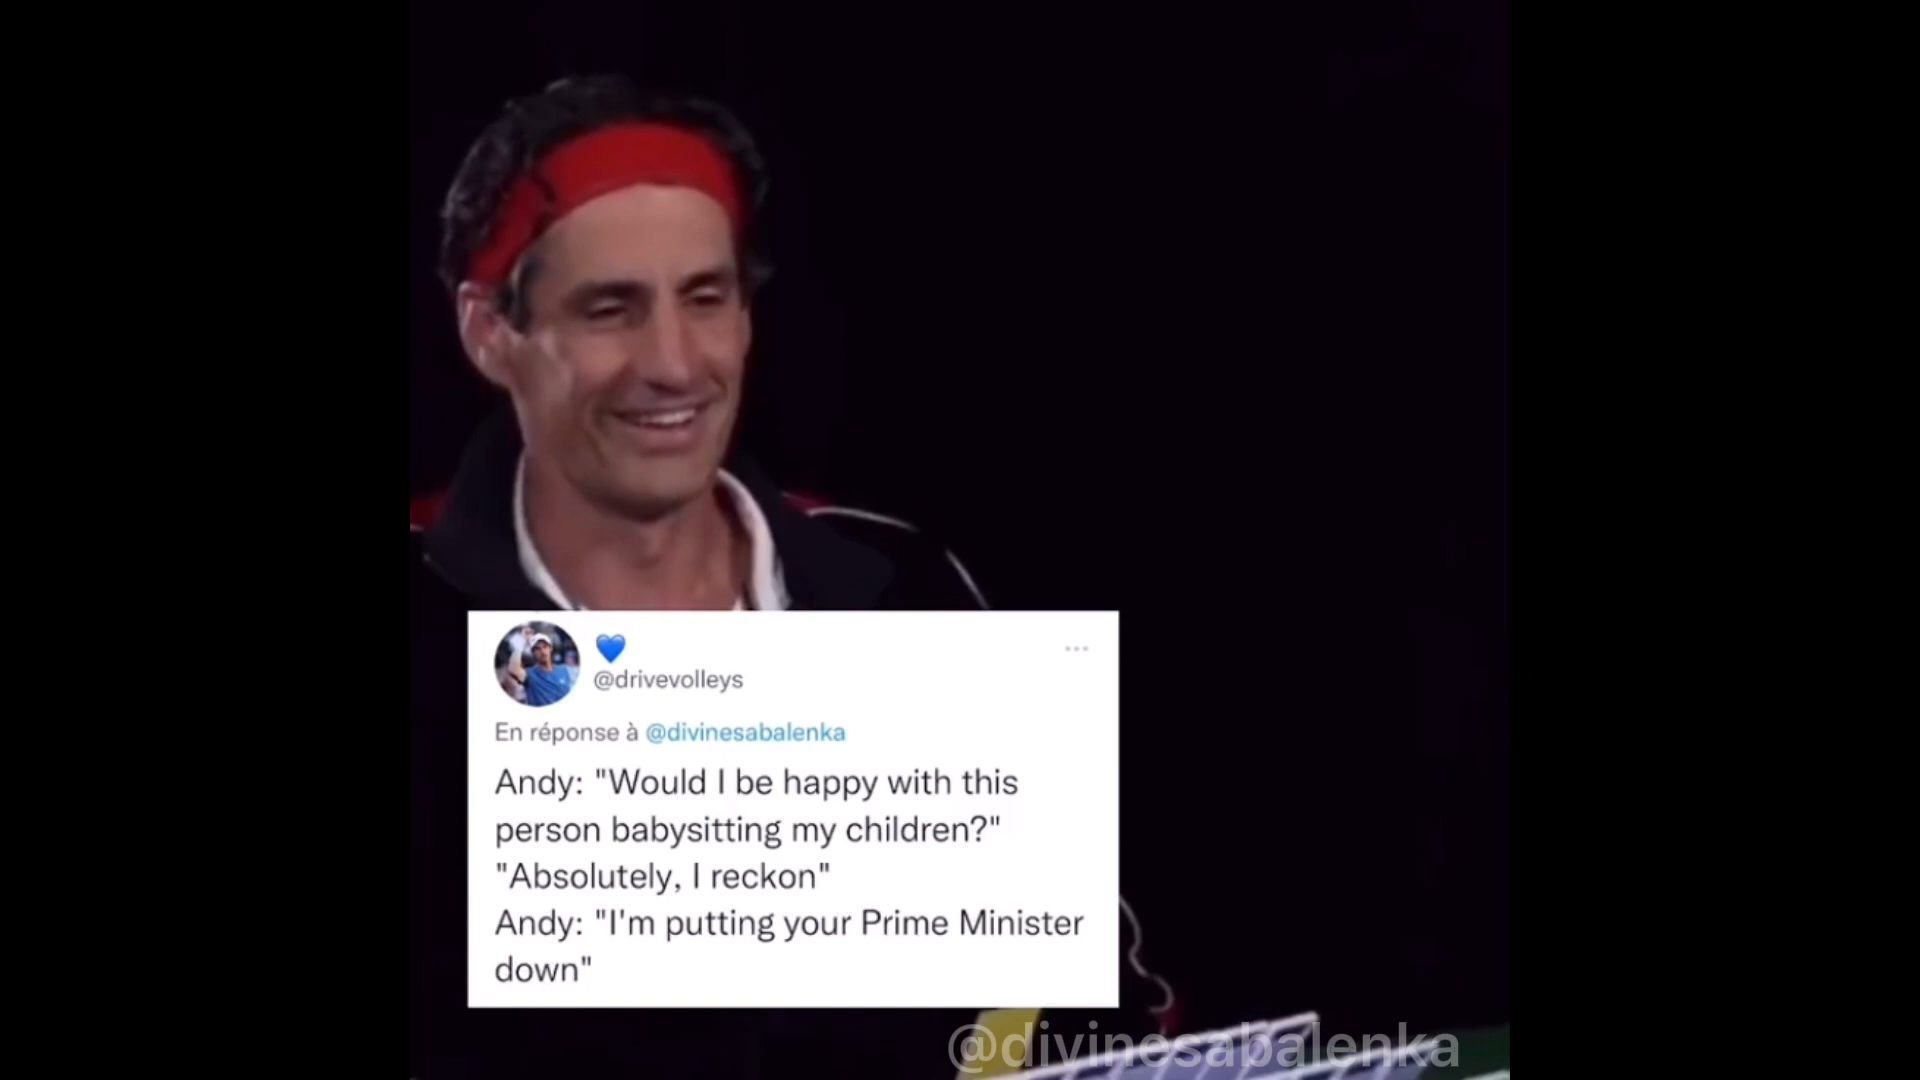 💙
@drivevolleys
En réponse à @divinesabalenka
Andy: "Would I be happy with this
person babysitting my children?"
"Absolutely, I reckon"
Andy: "I'm putting your Prime Minister
down"
@divinesabalenka